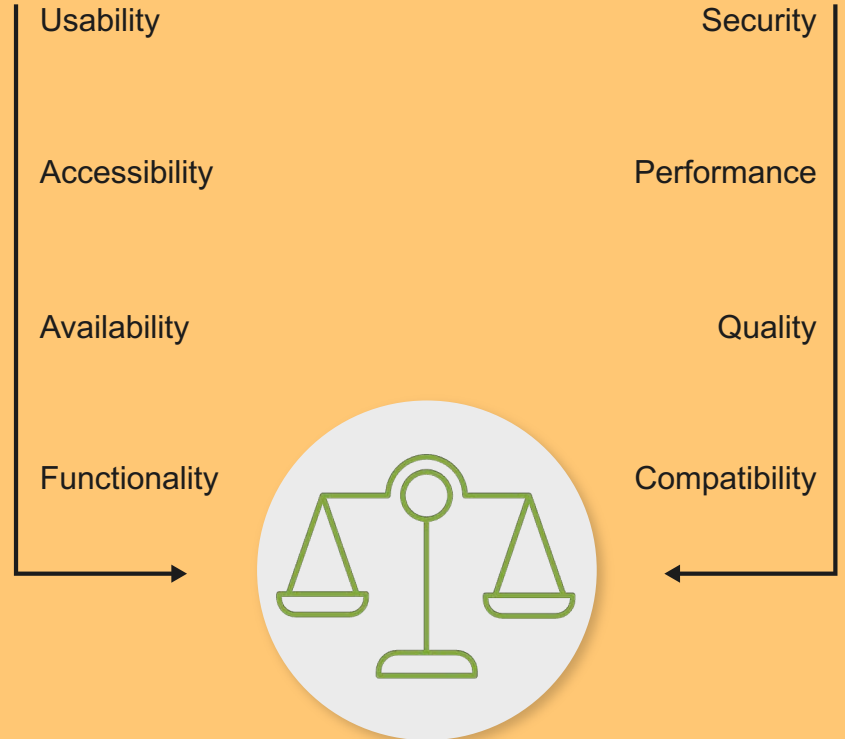 Usability
Security
Accessibility
Performance
Availability
Quality
Functionality
Compatibility